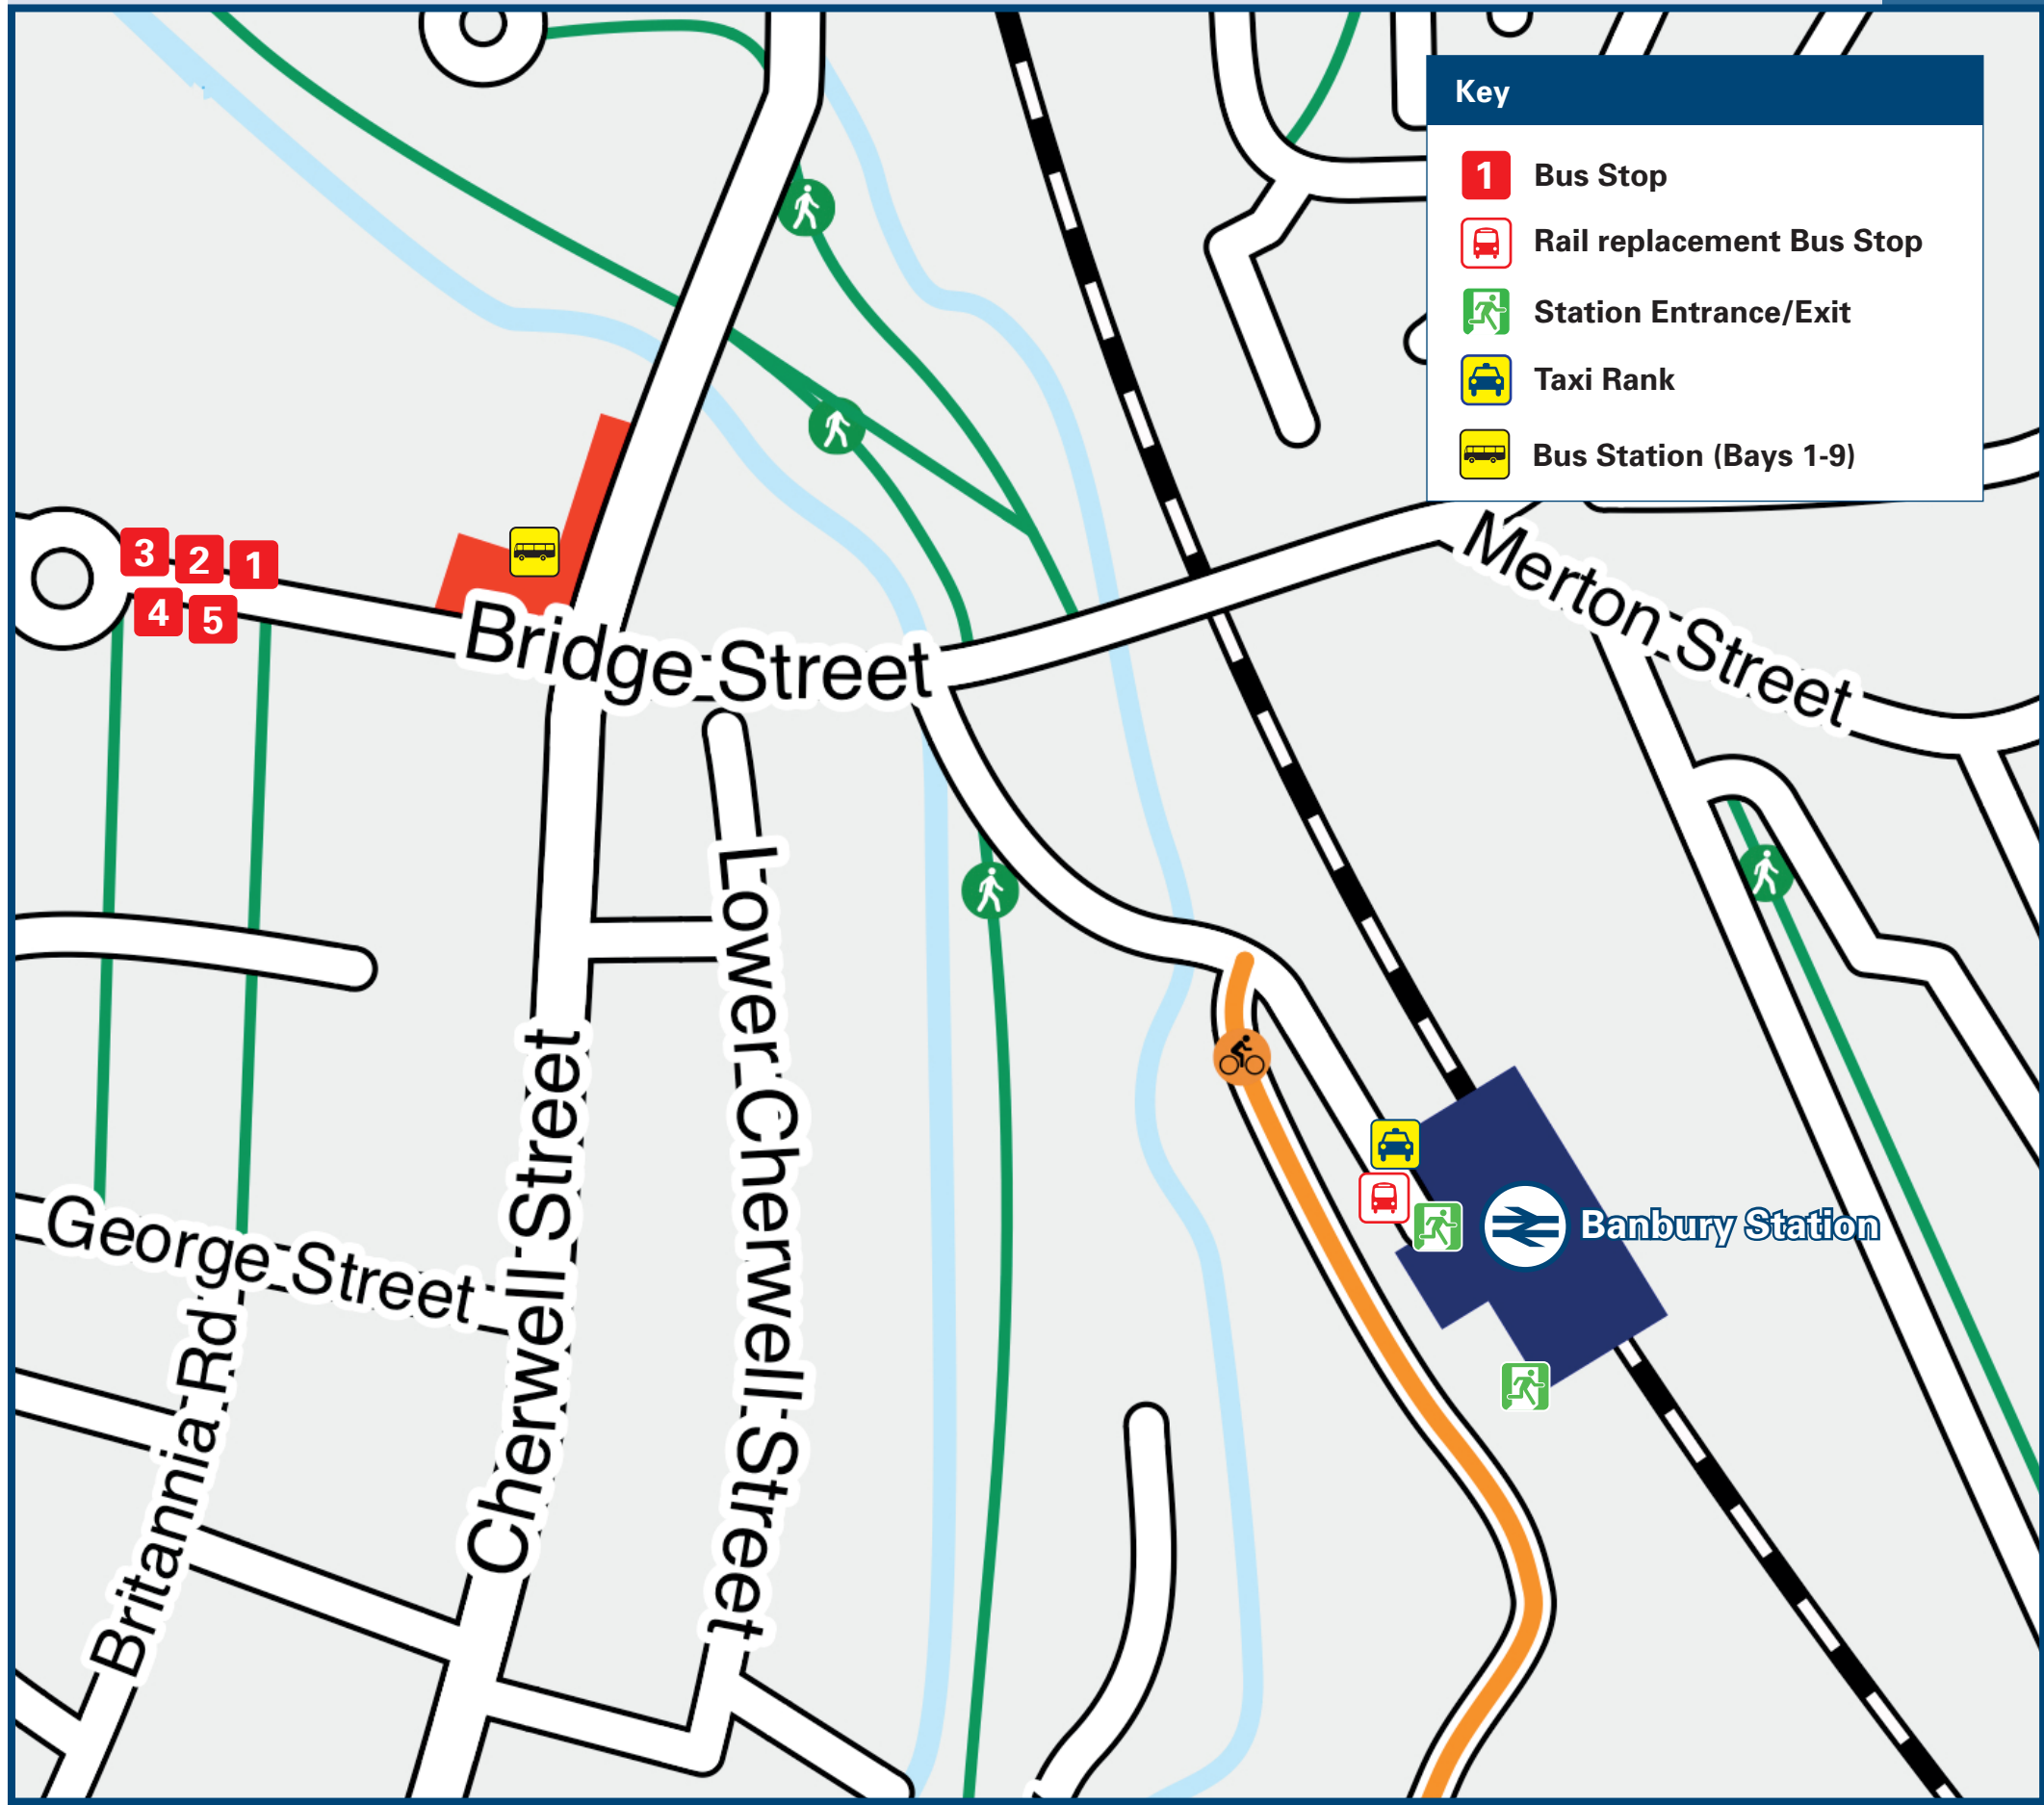 Key
1 Bus Stop
Rail replacement Bus Stop
Station Entrance/Exit
Taxi Rank
Bus Station (Bays 1-9)
3 2 1
4 5
Bridge Street
Merton Street
Lower Cherwell Street
Cherwell Street
George Street
Britannia Rd
Banbury Station